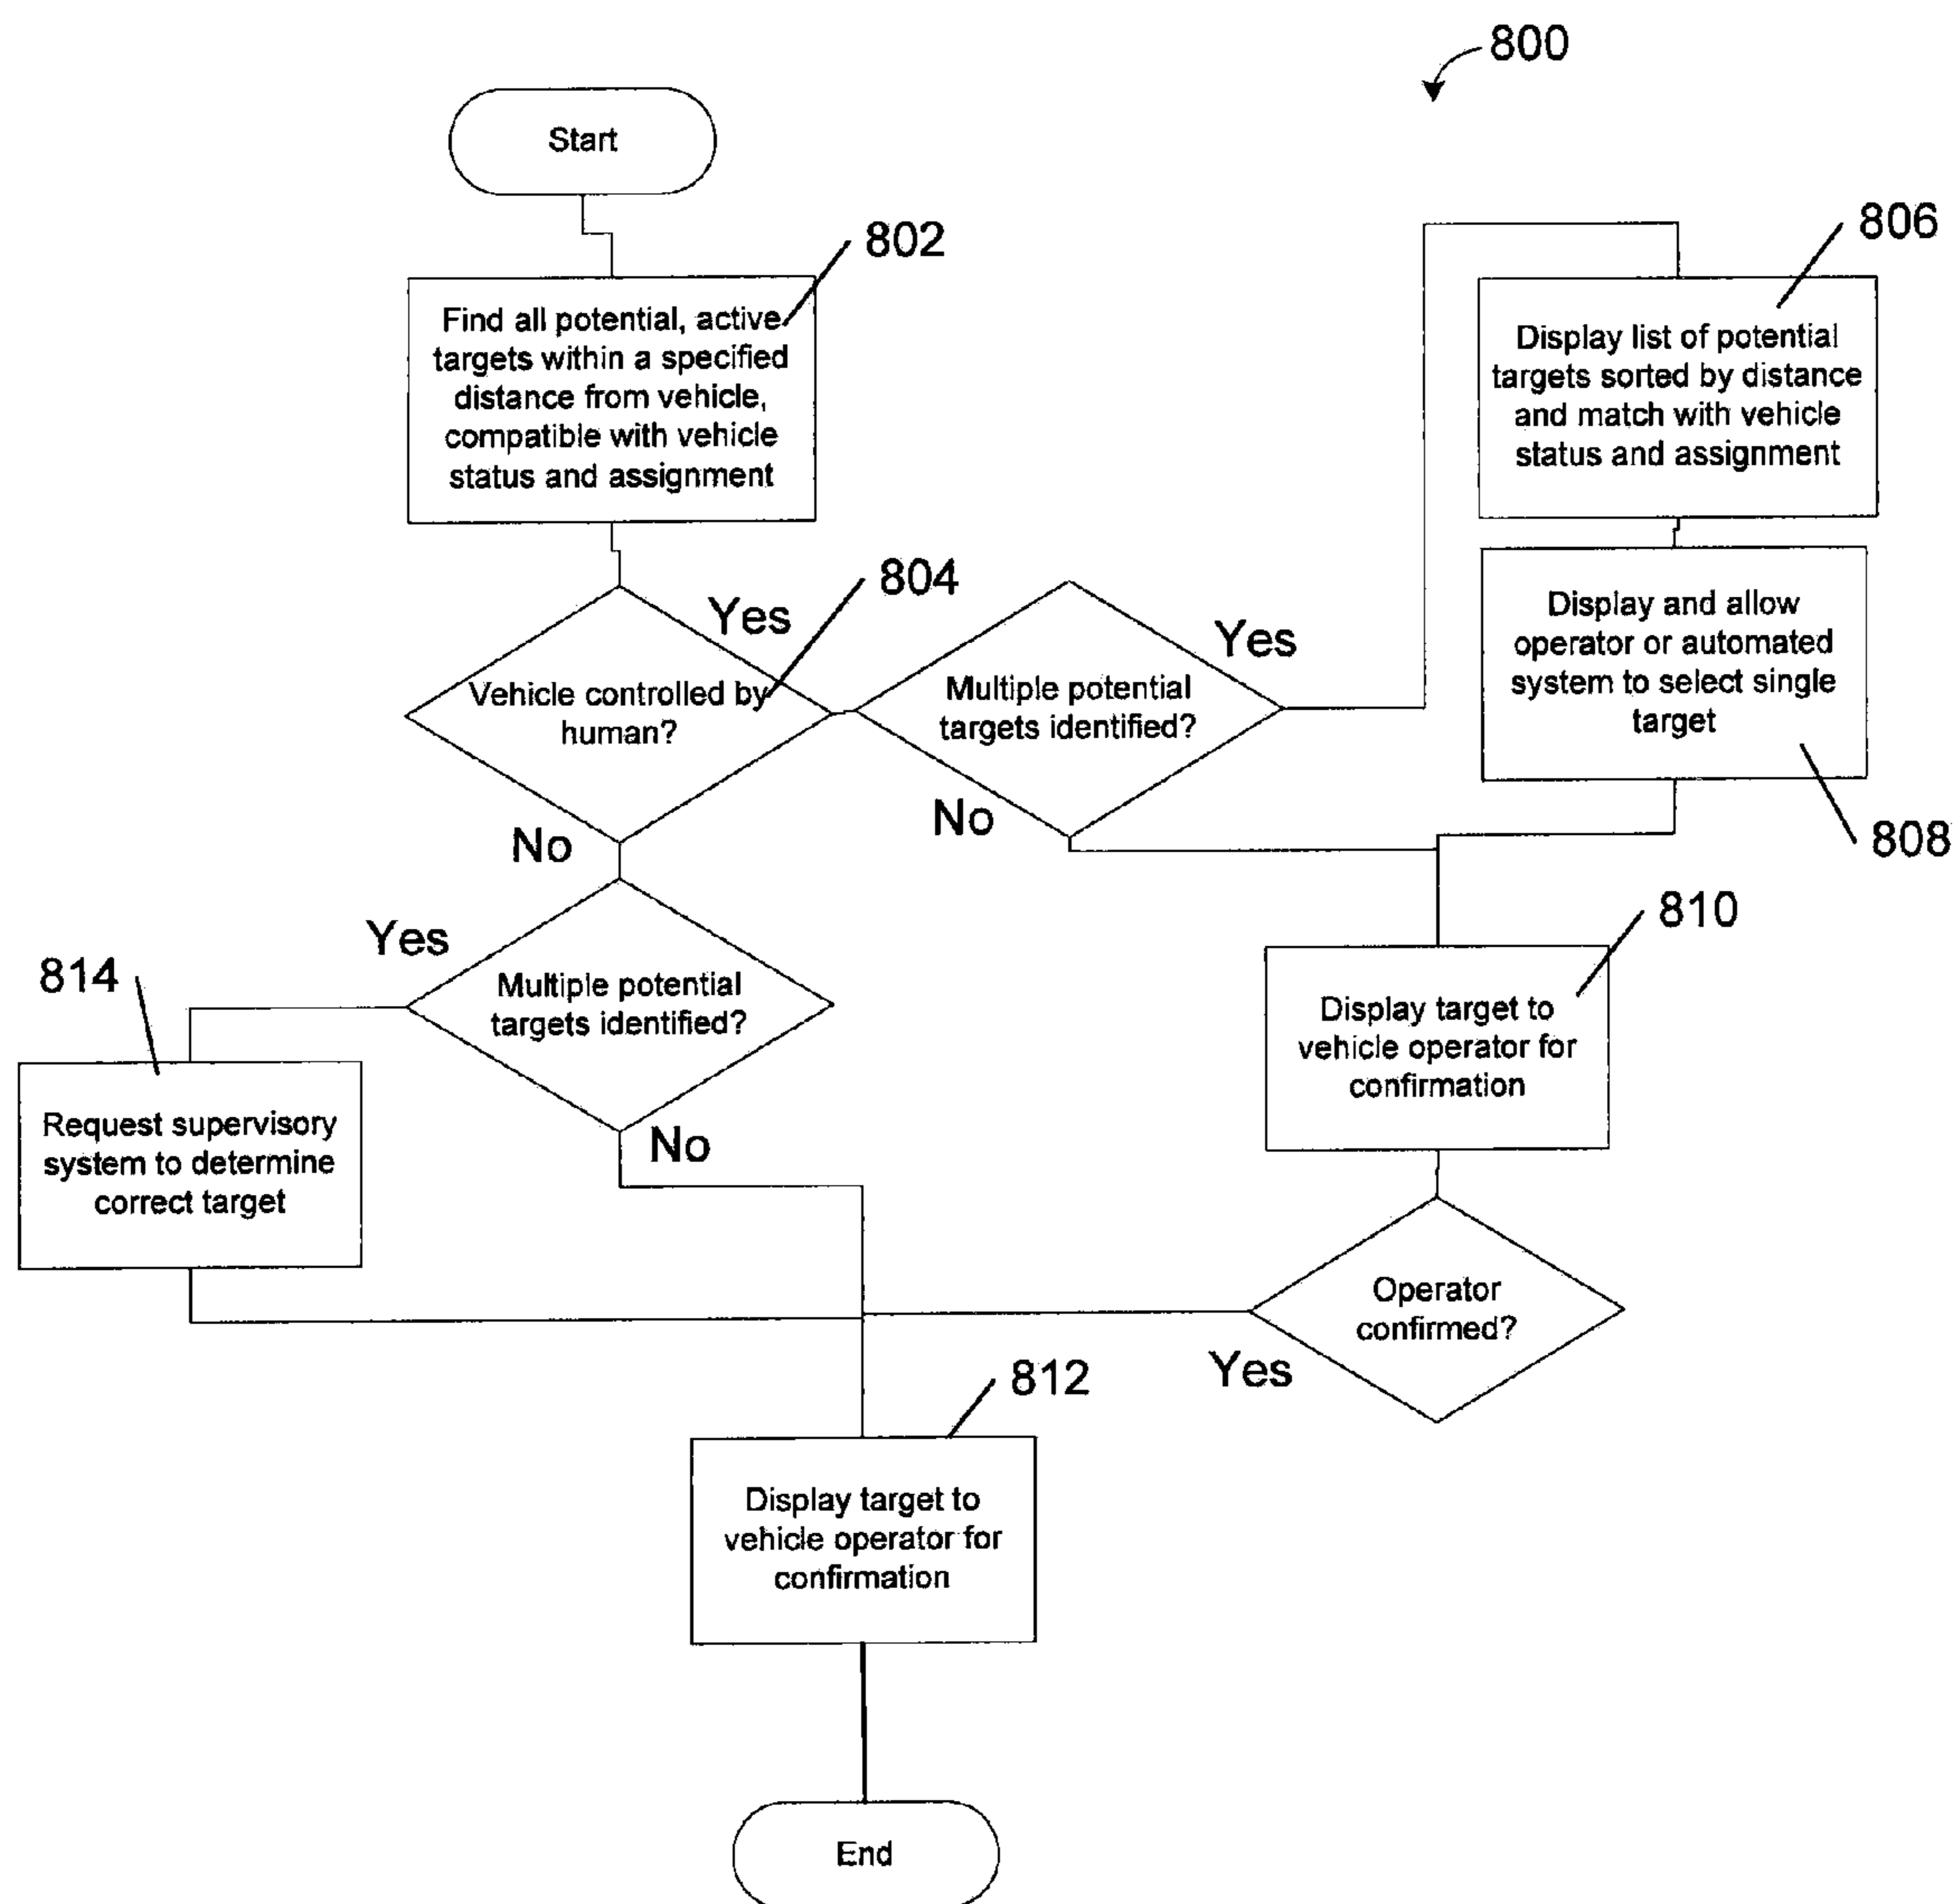 800
Start
802
Find all potential, active
targets within a specified
distance from vehicle,
compatible with vehicle
status and assignment
806
Display list of potential
targets sorted by distance
and match with vehicle
status and assignment
804
Yes
Vehicle controlled by
human?
No
Multiple potential
targets identified?
Yes
No
Display and allow
operator or automated
system to select single
target
808
Yes
Multiple potential
targets identified?
No
814
Request supervisory
system to determine
correct target
810
Display target to
vehicle operator for
confirmation
Operator
confirmed?
Yes
812
Display target to
vehicle operator for
confirmation
End